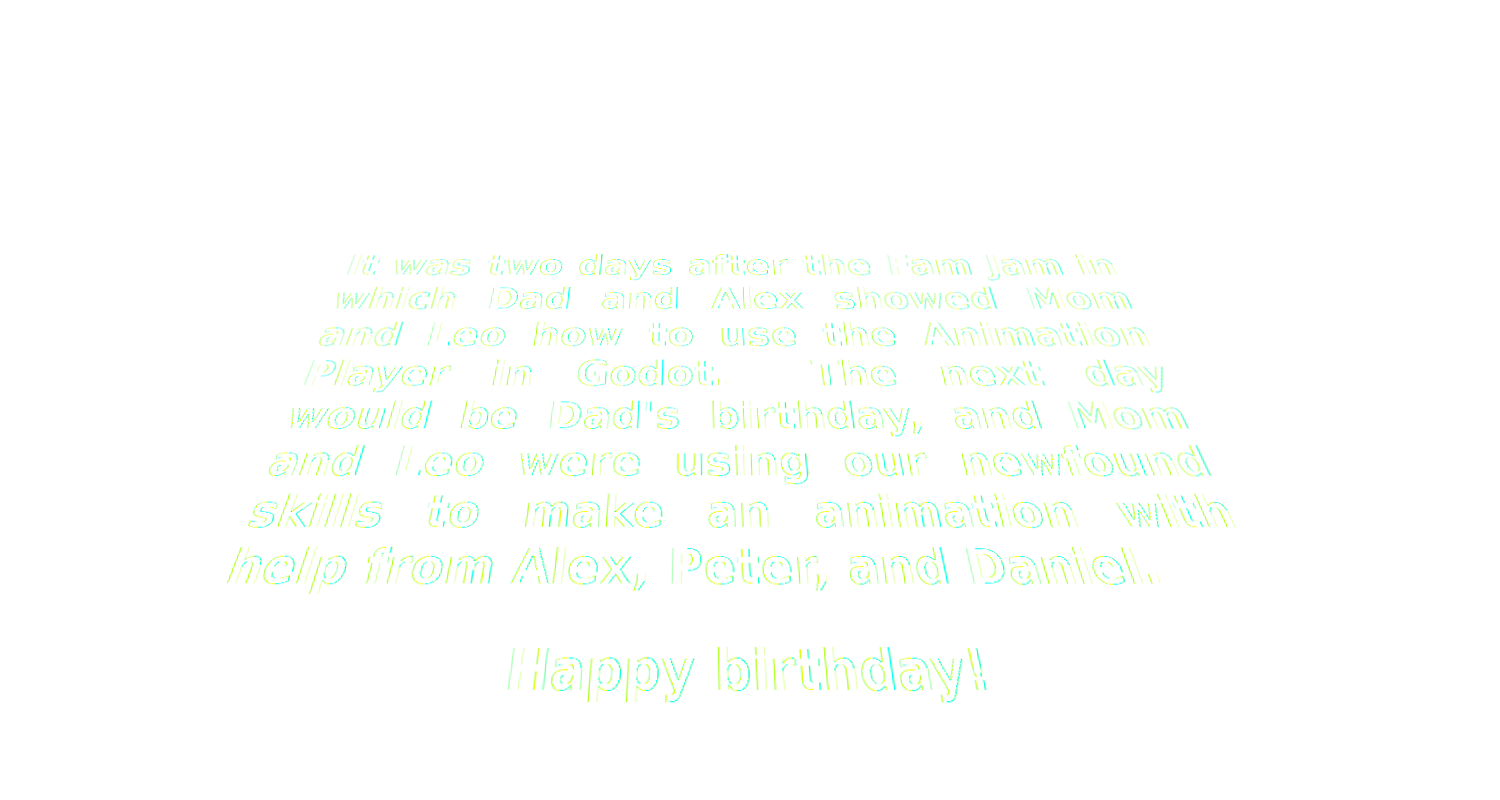 It was two days after the Fam Jam in
which Dad and Alex showed Mom
and Leo how to use the Animation
Player in Godot. The next day
would be Dad's birthday, and Mom
and Leo were using our newfound
skills to make an animation with
help from Alex, Peter, and Daniel.
Happy birthday!